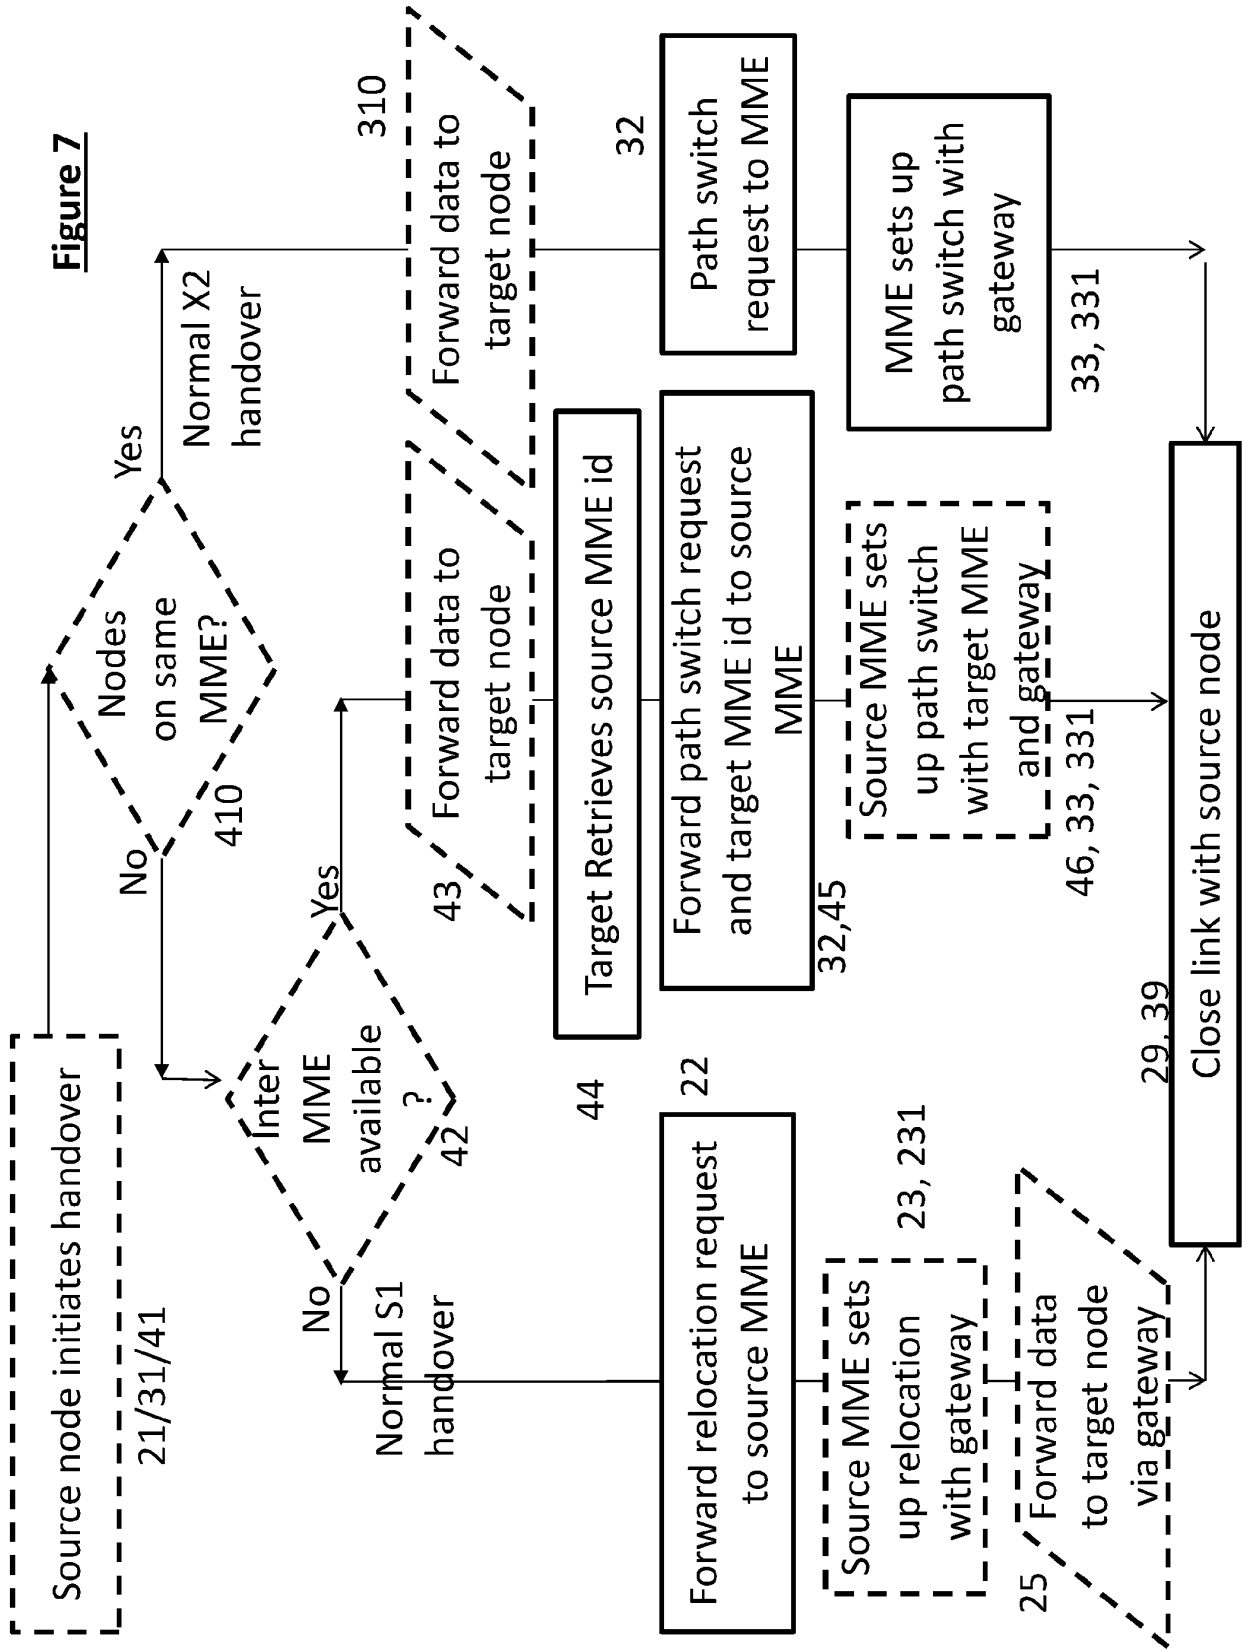 Figure 7
Source node initiates handover
21/31/41
Nodes
on same
MME?
410
Yes
No
Normal X2
handover
Inter
MME
available
?
42
Yes
No
Normal S1
handover
310
Forward data to
target node
32
Path switch
request to MME
MME sets up
path switch with
gateway
33, 331
43
Forward data to
target node
Target Retrieves source MME id
44
Forward path switch request
and target MME id to source
MME
32,45
Source MME sets
up path switch
with target MME
and gateway
46, 33, 331
22
Forward relocation request
to source MME
23, 231
Source MME sets
up relocation
with gateway
25
Forward data
to target node
via gateway
29, 39
Close link with source node